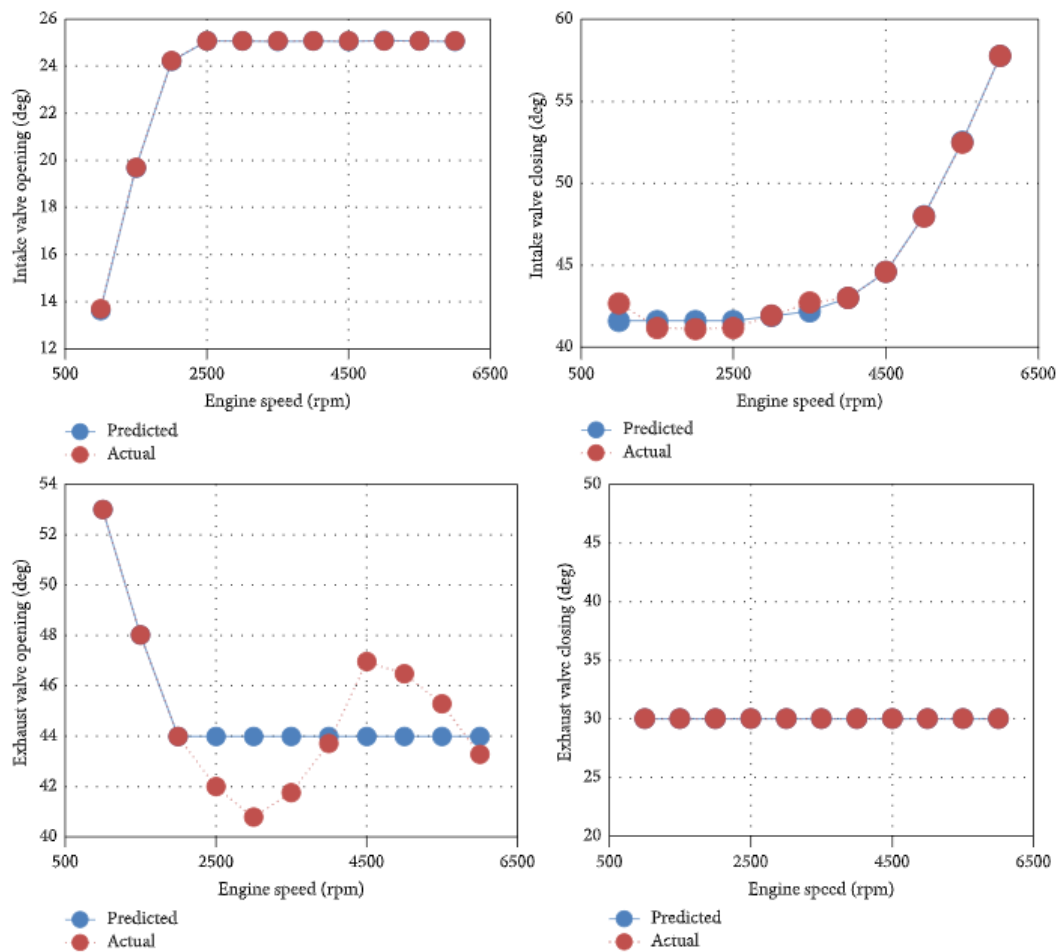 26
24
22
20
18
16
14
12
Intake valve opening (deg)
500 2500 4500 6500
Engine speed (rpm)
Predicted
Actual
60
55
50
45
40
Intake valve closing (deg)
500 2500 4500 6500
Engine speed (rpm)
Predicted
Actual
54
52
50
48
46
44
42
40
Exhaust valve opening (deg)
500 2500 4500 6500
Engine speed (rpm)
Predicted
Actual
50
45
40
35
30
25
20
Exhaust valve closing (deg)
500 2500 4500 6500
Engine speed (rpm)
Predicted
Actual